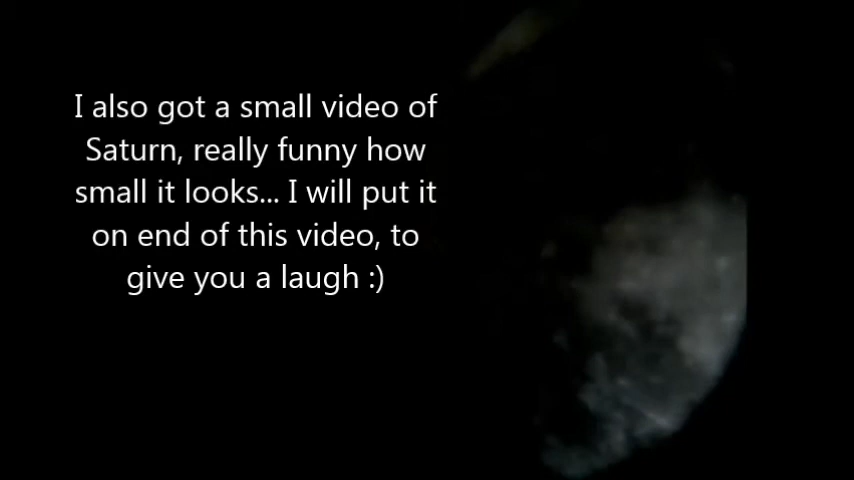 I also got a small video of
Saturn, really funny how
small it looks... I will put it
on end of this video, to
give you a laugh :)